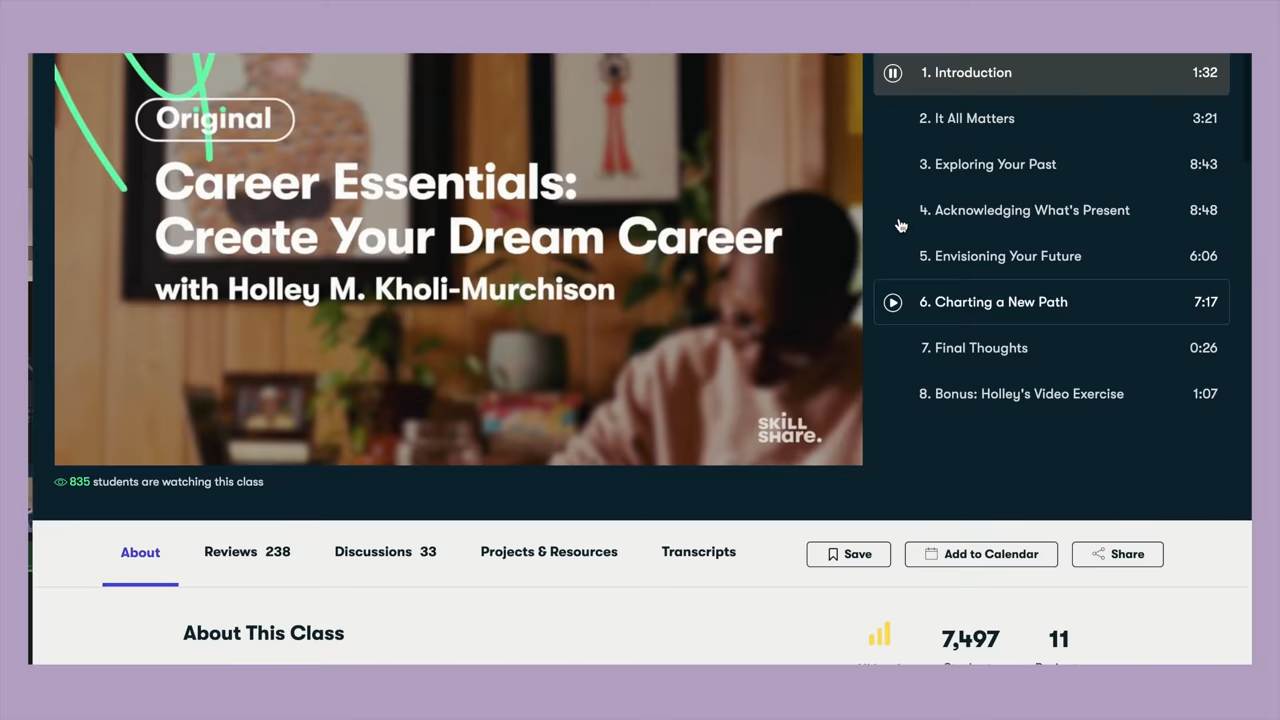 Original
Career Essentials:
Create Your Dream Career
with Holley M. Kholi-Murchison
SKILL
SHARE.
835 students are watching this class
1. Introduction 1:32
2. It All Matters 3:21
3. Exploring Your Past 8:43
4. Acknowledging What's Present 8:48
5. Envisioning Your Future 6:06
6. Charting a New Path 7:17
7. Final Thoughts 0:26
8. Bonus: Holley's Video Exercise 1:07
About Reviews 238 Discussions 33 Projects & Resources Transcripts Save Add to Calendar Share
About This Class
7,497 11